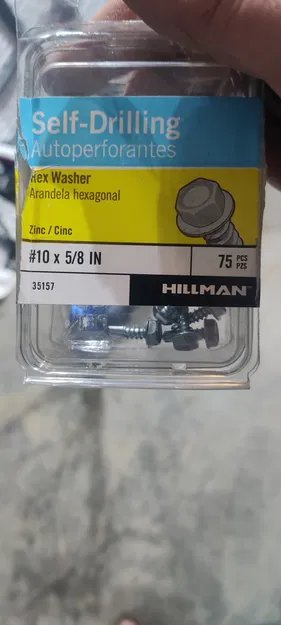 Self-Drilling
Autoperforantes
Hex Washer
Arandela hexagonal
Zinc / Cinc
#10 x 5/8 IN
75 PCS PZS
35157
HILLMAN